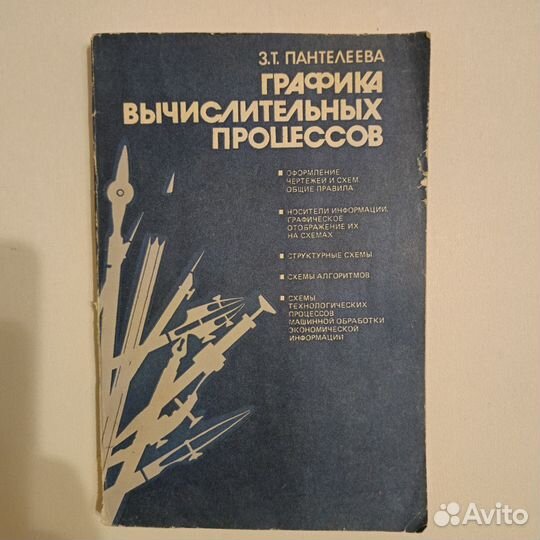 З.Т. ПАНТЕЛЕЕВА
ГРАФИКА
ВЫЧИСЛИТЕЛЬНЫХ
ПРОЦЕССОВ
▪ ОФОРМЛЕНИЕ
ЧЕРТЕЖЕЙ И СХЕМ
ОБЩИЕ ПРАВИЛА
▪ НОСИТЕЛИ ИНФОРМАЦИИ.
ГРАФИЧЕСКОЕ
ОТОБРАЖЕНИЕ ИХ
НА СХЕМАХ
▪ СТРУКТУРНЫЕ СХЕМЫ
▪ СХЕМЫ АЛГОРИТМОВ
▪ СХЕМЫ
ТЕХНОЛОГИЧЕСКИХ
ПРОЦЕССОВ
МАШИННОЙ ОБРАБОТКИ
ЭКОНОМИЧЕСКОЙ
ИНФОРМАЦИИ
Avito